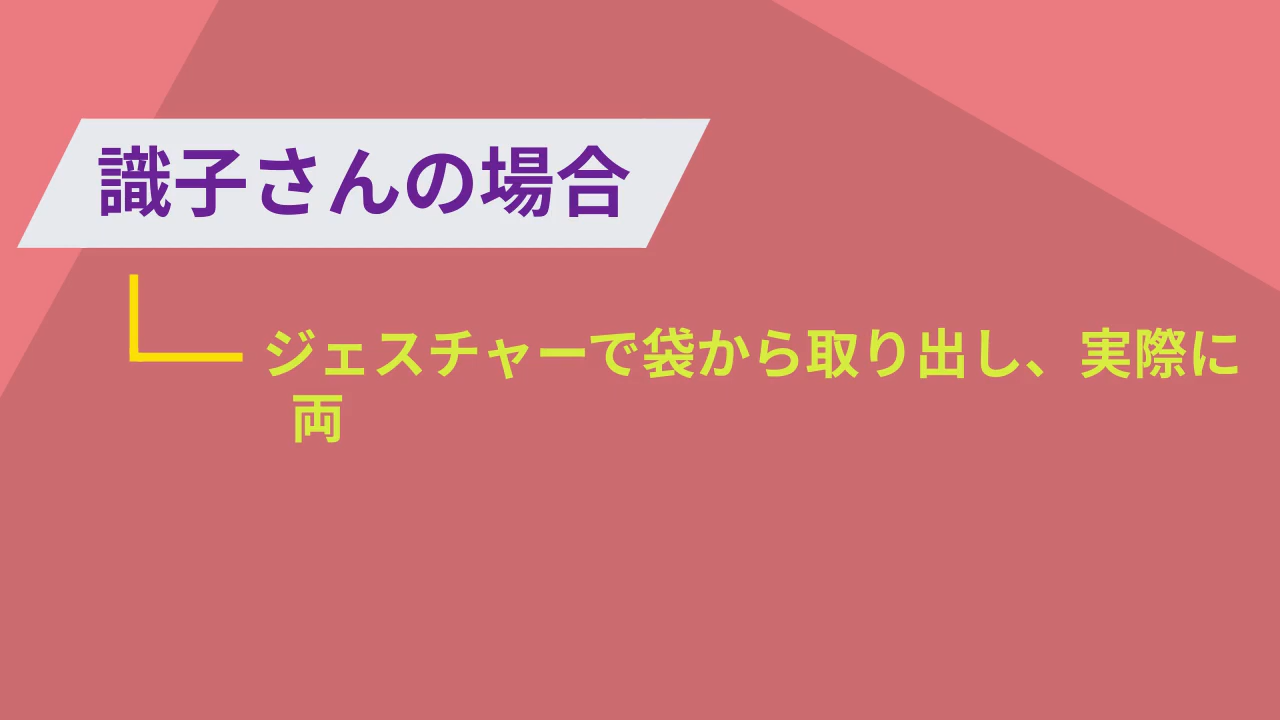 識子さんの場合
ジェスチャーで袋から取り出し、実際に
両